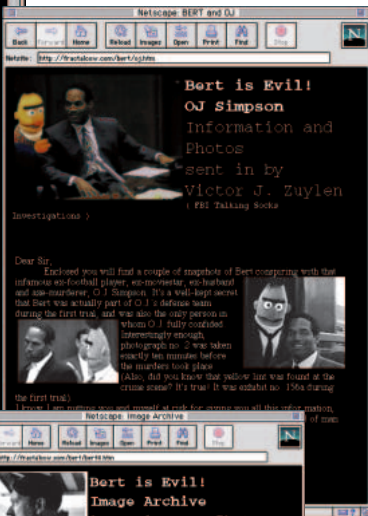 Netscape: BERT and OJ
Back Forward Home Reload Images Open Print Find Stop
N
Netsite: http://fractalcow.com/bert/oj.htm
Bert is Evil!
OJ Simpson
Information and
Photos
sent in by
Victor J. Zuylen
( FBI Talking Socks
Investigations )
Dear Sir,
Enclosed you will find a couple of snapshots of Bert conspiring with that
infamous ex-football player, ex-moviestar, ex-husband
and axe-murderer, O.J. Simpson. It's a well-kept secret
that Bert was actually part of O.J.'s defense team
during the first trial, and was also the only person in
whom O.J. fully confided
Interestingly enough,
photograph no. 2 was taken
exactly ten minutes before
the murders took place
(Also, did you know that yellow lint was found at the
crime scene? It's true! It was exhibit no. 156a during
the first trial)
I know I am putting you and myself at risk for giving you all this information,
of man
Netscape: Image Archive
Home Reload Images Open Print Find Stop
N
http://fractalcow.com/bert/bert8.htm
Bert is Evil!
Image Archive